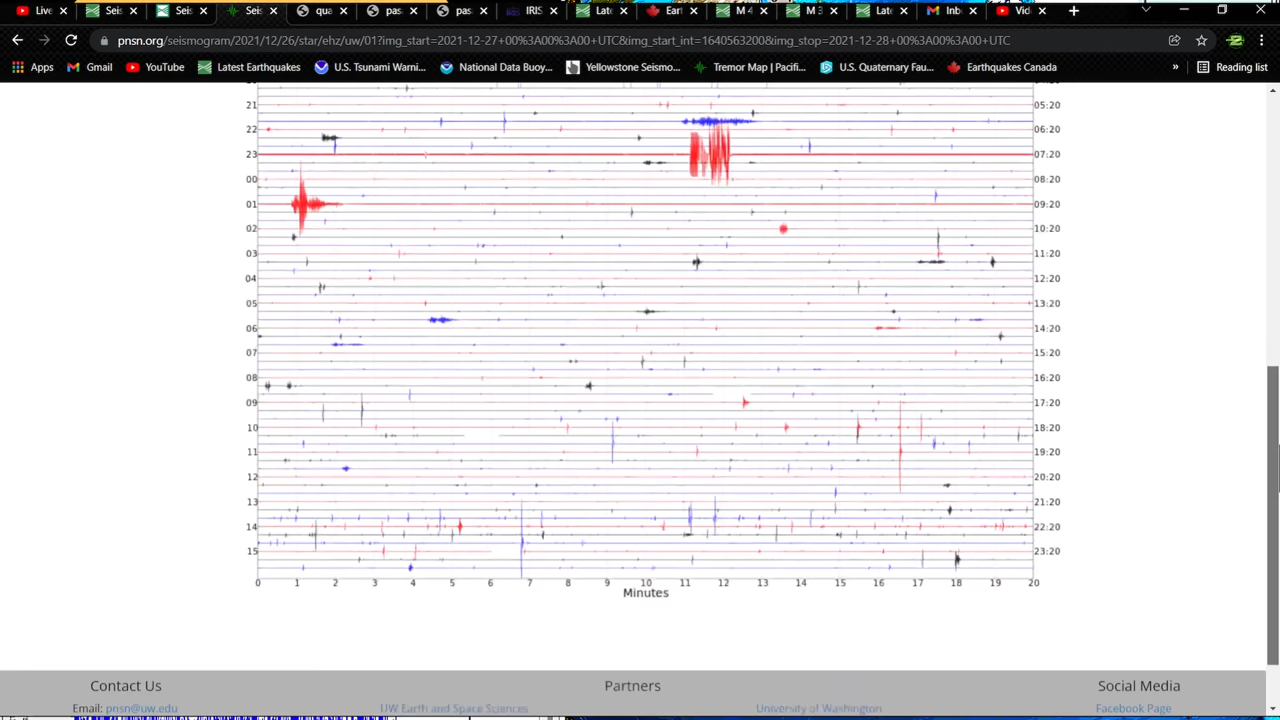 Live
Seis
Seis
Seis
qua
pas
pas
IRIS
Late
Eart
M 4
M 3
Late
Inb
Vid
pnsn.org/seismogram/2021/12/26/star/ehz/uw/01?img_start=2021-12-27+00%3A00%3A00+UTC&img_start_int=1640563200&img_stop=2021-12-28+00%3A00%3A00+UTC
Apps Gmail YouTube Latest Earthquakes U.S. Tsunami Warni... National Data Buoy... Yellowstone Seismo... Tremor Map | Pacifi... U.S. Quaternary Fau... Earthquakes Canada » Reading list
21 05:20
22 06:20
23 07:20
00 08:20
01 09:20
02 10:20
03 11:20
04 12:20
05 13:20
06 14:20
07 15:20
08 16:20
09 17:20
10 18:20
11 19:20
12 20:20
13 21:20
14 22:20
15 23:20
0 1 2 3 4 5 6 7 8 9 10 11 12 13 14 15 16 17 18 19 20
Minutes
Contact Us Partners Social Media
Email: pnsn@uw.edu UW Earth and Space Sciences University of Washington Facebook Page